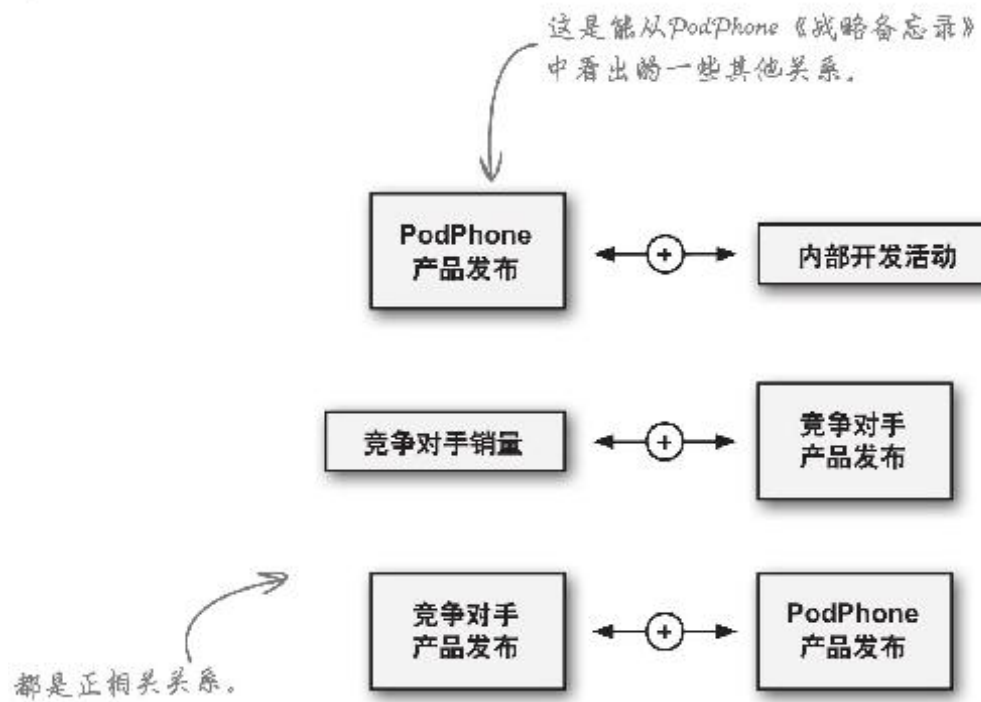 这是能从PodPhone《战略备忘录》
中看出的一些其他关系.
PodPhone
产品发布
+
内部开发活动
竞争对手销量
+
竞争对手
产品发布
竞争对手
产品发布
+
PodPhone
产品发布
都是正相关关系。